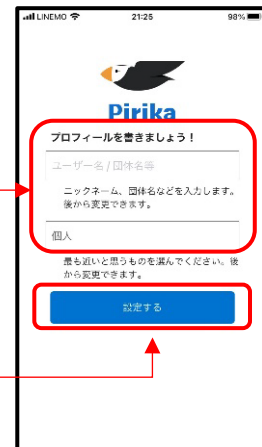 LINEMO 21:25 98%
Pirika
プロフィールを書きましょう！
ユーザー名 / 団体名等
ニックネーム、団体名などを入力します。
後から変更できます。
個人
最も近いと思うものを選んでください。後
から変更できます。
設定する